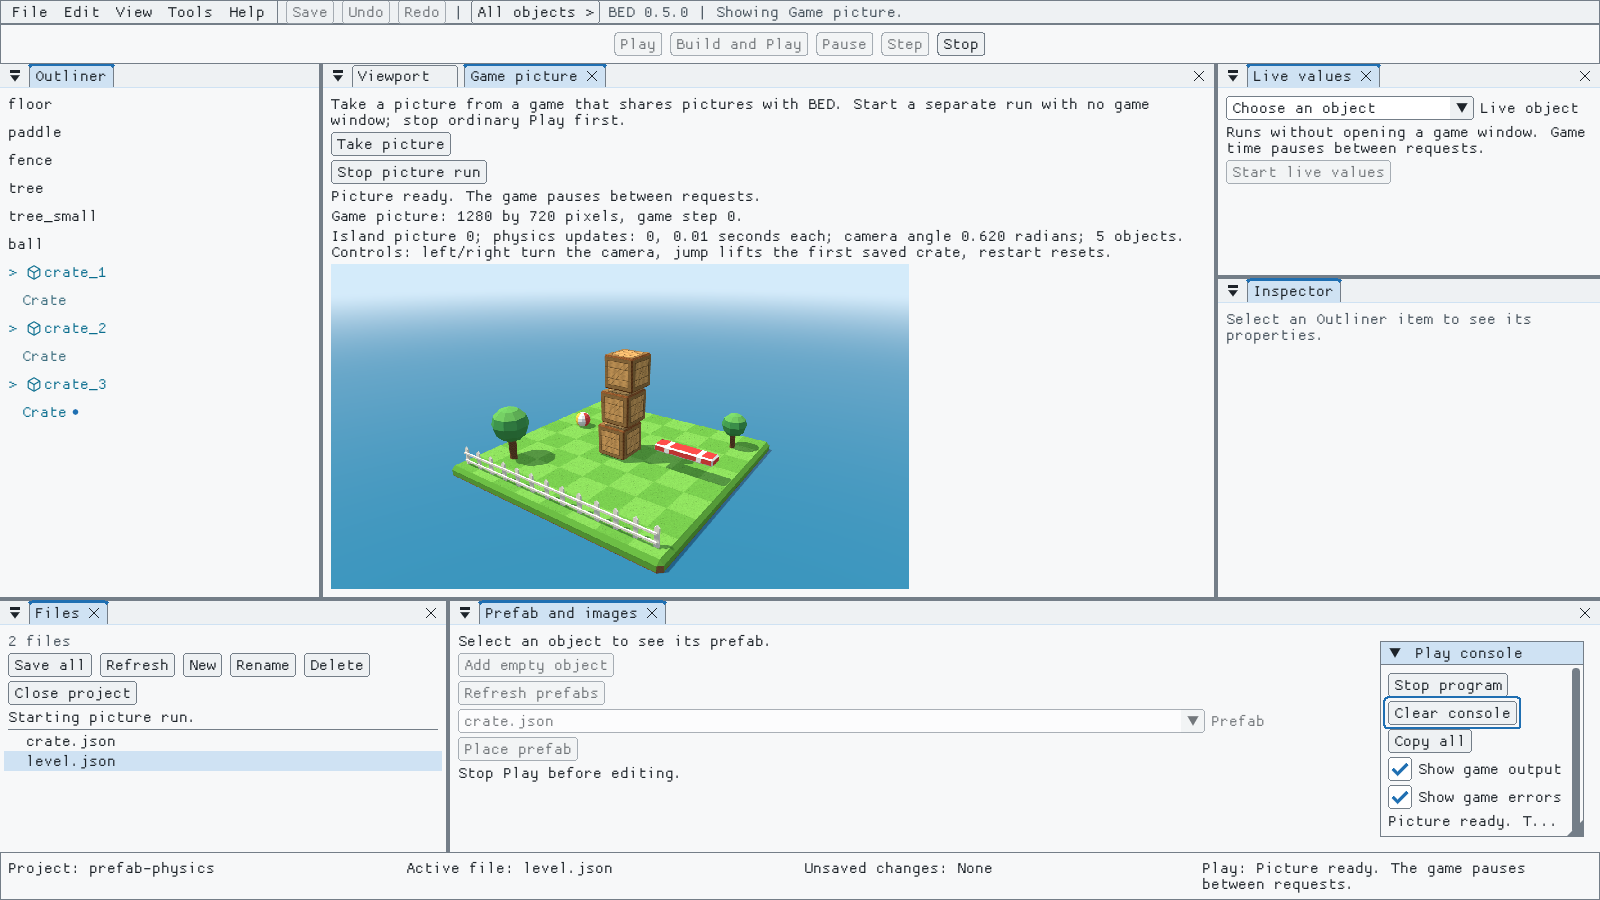 File Edit View Tools Help Save Undo Redo | All objects > BED 0.5.0 | Showing Game picture.
Play Build and Play Pause Step Stop
Outliner
floor
paddle
fence
tree
tree_small
ball
> crate_1
Crate
> crate_2
Crate
> crate_3
Crate •
Viewport Game picture
Take a picture from a game that shares pictures with BED. Start a separate run with no game
window; stop ordinary Play first.
Take picture
Stop picture run
Picture ready. The game pauses between requests.
Game picture: 1280 by 720 pixels, game step 0.
Island picture 0; physics updates: 0, 0.01 seconds each; camera angle 0.620 radians; 5 objects.
Controls: left/right turn the camera, jump lifts the first saved crate, restart resets.
Live values
Choose an object Live object
Runs without opening a game window. Game
time pauses between requests.
Start live values
Inspector
Select an Outliner item to see its
properties.
Files
2 files
Save all Refresh New Rename Delete
Close project
Starting picture run.
crate.json
level.json
Prefab and images
Select an object to see its prefab.
Add empty object
Refresh prefabs
crate.json Prefab
Place prefab
Stop Play before editing.
Play console
Stop program
Clear console
Copy all
Show game output
Show game errors
Picture ready. T...
Project: prefab-physics Active file: level.json Unsaved changes: None Play: Picture ready. The game pauses
between requests.